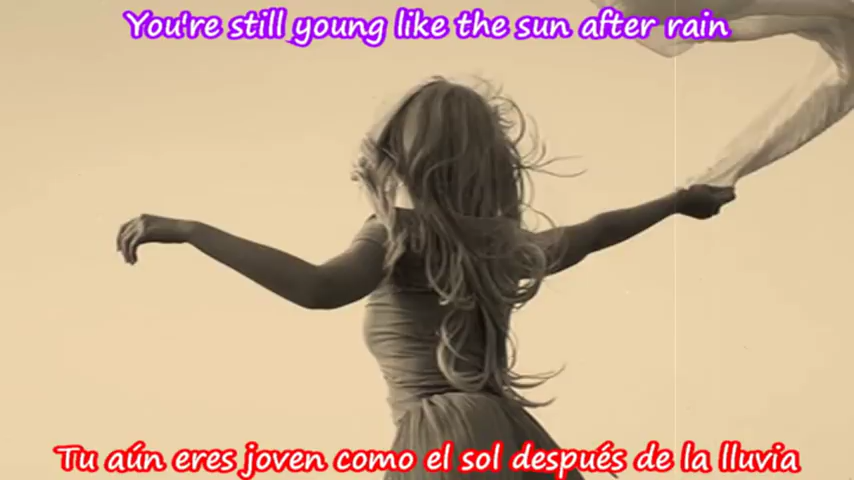 You're still young like the sun after rain
Tu aún eres joven como el sol después de la lluvia